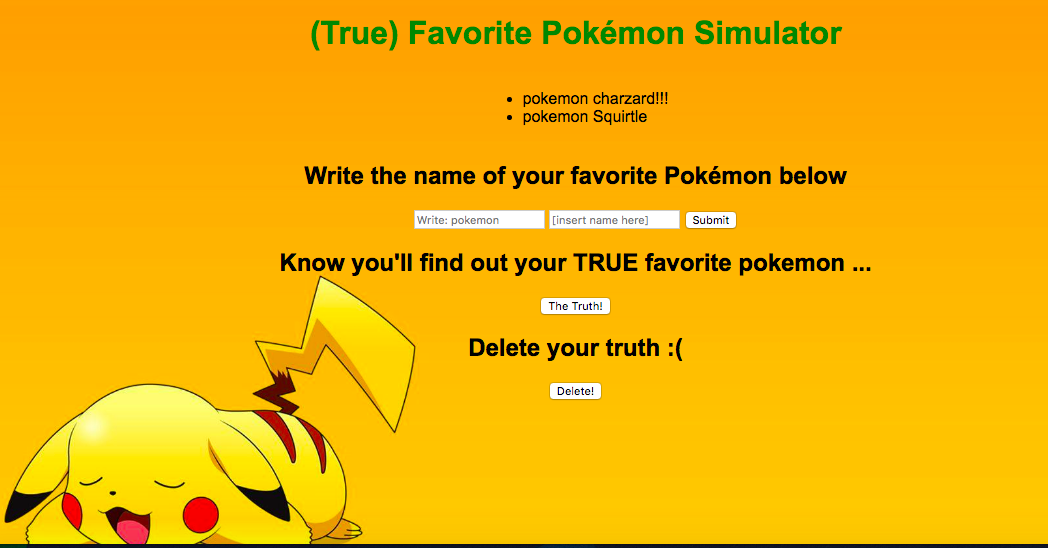 (True) Favorite Pokémon Simulator
pokemon charzard!!!
pokemon Squirtle
Write the name of your favorite Pokémon below
Write: pokemon [insert name here] Submit
Know you'll find out your TRUE favorite pokemon ...
The Truth!
Delete your truth :(
Delete!